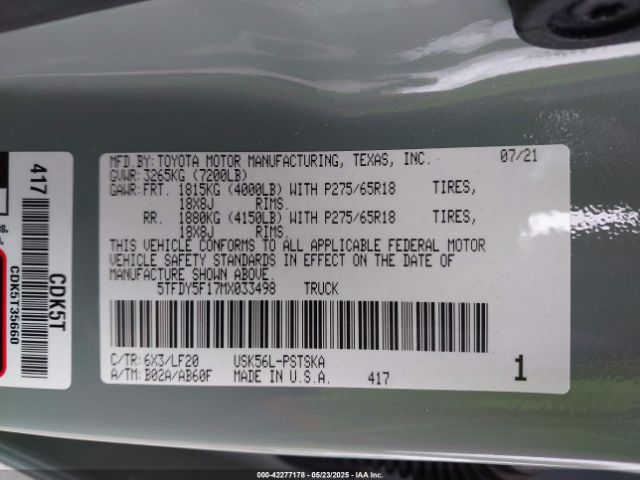 MFD.BY: TOYOTA MOTOR MANUFACTURING, TEXAS, INC. 07/21
GVWR: 3265KG (7200LB)
GAWR: FRT. 1815KG (4000LB) WITH P275/65R18 TIRES,
18X8J RIMS.
RR. 1880KG (4150LB) WITH P275/65R18 TIRES,
18X8J RIMS.
THIS VEHICLE CONFORMS TO ALL APPLICABLE FEDERAL MOTOR
VEHICLE SAFETY STANDARDS IN EFFECT ON THE DATE OF
MANUFACTURE SHOWN ABOVE.
5TFDY5F17MX033498 TRUCK
C/TR: 6X3/LF20 USK56L-PSTSKA
A/TM: B02A/AB60F MADE IN U.S.A. 417 1
417
CDK5T
CDK5T35660
000-42277178 - 05/23/2025 - IAA Inc.